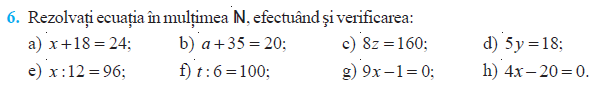 6. Rezolvați ecuația în mulțimea ℕ, efectuând și verificarea:
a) x+18 = 24; b) a+35 = 20; c) 8z =160; d) 5y =18;
e) x:12 = 96; f) t : 6 =100; g) 9x−1= 0; h) 4x−20 = 0.